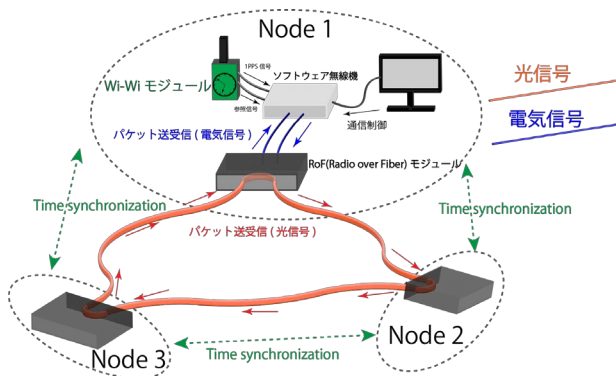 Node 1
1PPS 信号
ソフトウェア無線機
Wi-Wi モジュール
参照信号
通信制御
光信号
電気信号
パケット送受信 ( 電気信号 )
RoF(Radio over Fiber) モジュール
Time synchronization
Time synchronization
パケット送受信 ( 光信号 )
Node 2
Node 3
Time synchronization